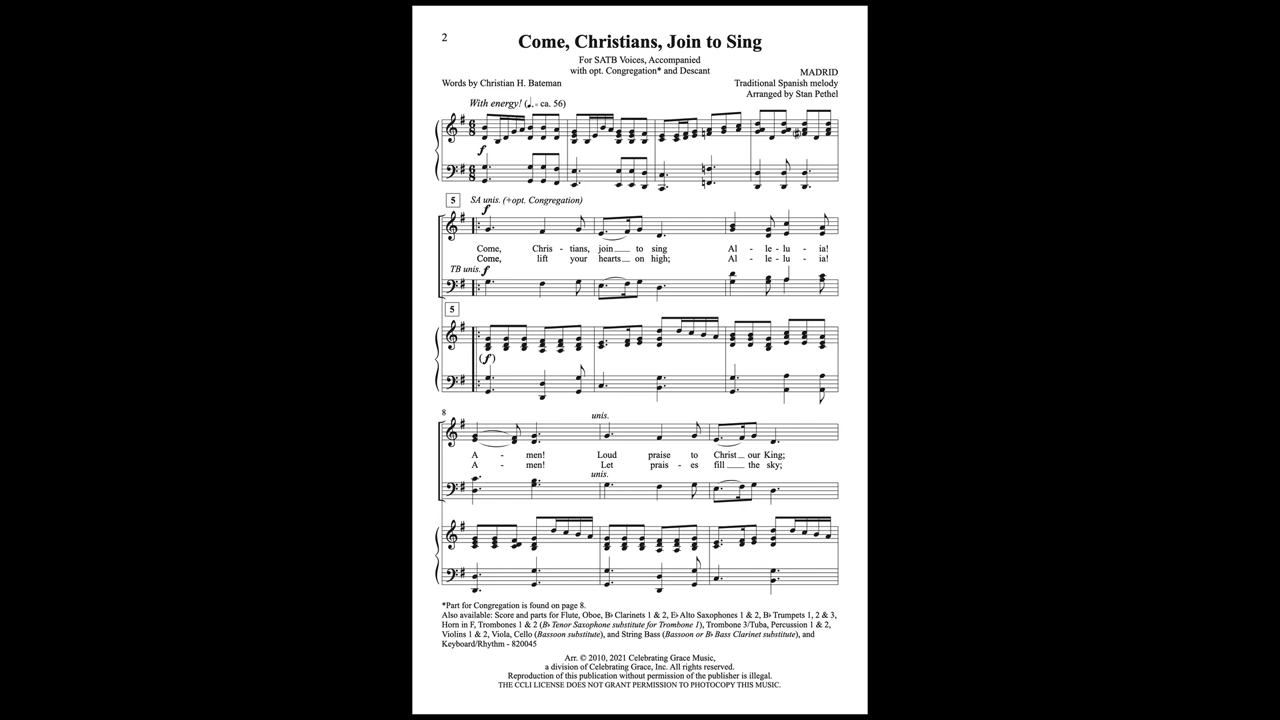 2
Come, Christians, Join to Sing
For SATB Voices, Accompanied
with opt. Congregation* and Descant
MADRID
Words by Christian H. Bateman
Traditional Spanish melody
Arranged by Stan Pethel
With energy! (♩. = ca. 56)
f
5
SA unis. (+opt. Congregation)
f
Come, Chris - tians, join to sing Al - le - lu - ia!
Come, lift your hearts on high; Al - le - lu - ia!
TB unis. f
5
(f)
8
unis.
A - men! Loud praise to Christ our King;
A - men! Let prais - es fill the sky;
unis.
*Part for Congregation is found on page 8.
Also available: Score and parts for Flute, Oboe, B♭ Clarinets 1 & 2, E♭ Alto Saxophones 1 & 2, B♭ Trumpets 1, 2 & 3,
Horn in F, Trombones 1 & 2 (B♭ Tenor Saxophone substitute for Trombone 1), Trombone 3/Tuba, Percussion 1 & 2,
Violins 1 & 2, Viola, Cello (Bassoon substitute), and String Bass (Bassoon or B♭ Bass Clarinet substitute), and
Keyboard/Rhythm - 820045
Arr. © 2010, 2021 Celebrating Grace Music,
a division of Celebrating Grace, Inc. All rights reserved.
Reproduction of this publication without permission of the publisher is illegal.
THE CCLI LICENSE DOES NOT GRANT PERMISSION TO PHOTOCOPY THIS MUSIC.